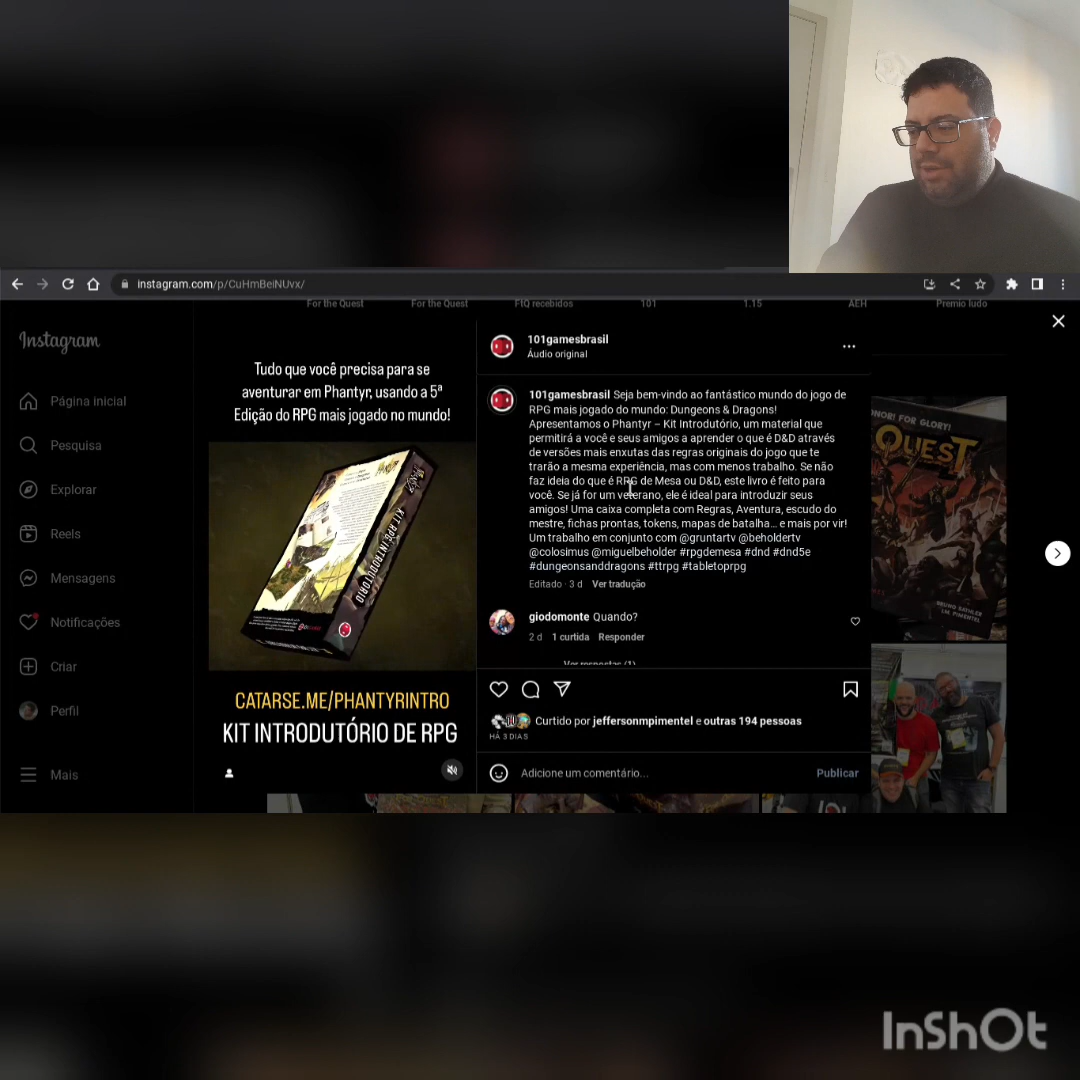 instagram.com/p/CuHmBeiNUvx/
For the Quest
For the Quest
FIQ recebidos
101
1.15
AEH
Premio ludo
Instagram
Página inicial
Pesquisa
Explorar
Reels
Mensagens
Notificações
Criar
Perfil
Mais
Tudo que você precisa para se
aventurar em Phantyr, usando a 5ª
Edição do RPG mais jogado no mundo!
KIT RPG INTRODUTÓRIO
CATARSE.ME/PHANTYRINTRO
KIT INTRODUTÓRIO DE RPG
101gamesbrasil
Áudio original
101gamesbrasil Seja bem-vindo ao fantástico mundo do jogo de
RPG mais jogado do mundo: Dungeons & Dragons!
Apresentamos o Phantyr – Kit Introdutório, um material que
permitirá a você e seus amigos a aprender o que é D&D através
de versões mais enxutas das regras originais do jogo que te
trarão a mesma experiência, mas com menos trabalho. Se não
faz ideia do que é RPG de Mesa ou D&D, este livro é feito para
você. Se já for um veterano, ele é ideal para introduzir seus
amigos! Uma caixa completa com Regras, Aventura, escudo do
mestre, fichas prontas, tokens, mapas de batalha... e mais por vir!
Um trabalho em conjunto com @gruntartv @beholdertv
@colosimus @miguelbeholder #rpgdemesa #dnd #dnd5e
#dungeonsanddragons #ttrpg #tabletoprpg
Editado · 3 d Ver tradução
giodomonte Quando?
2 d 1 curtida Responder
Ver respostas (1)
Curtido por jeffersonmpimentel e outras 194 pessoas
HÁ 3 DIAS
Adicione um comentário...
Publicar
HONOR! FOR GLORY!
QUEST
BRUNO SATHLER
J.M. PIMENTEL
InShOt